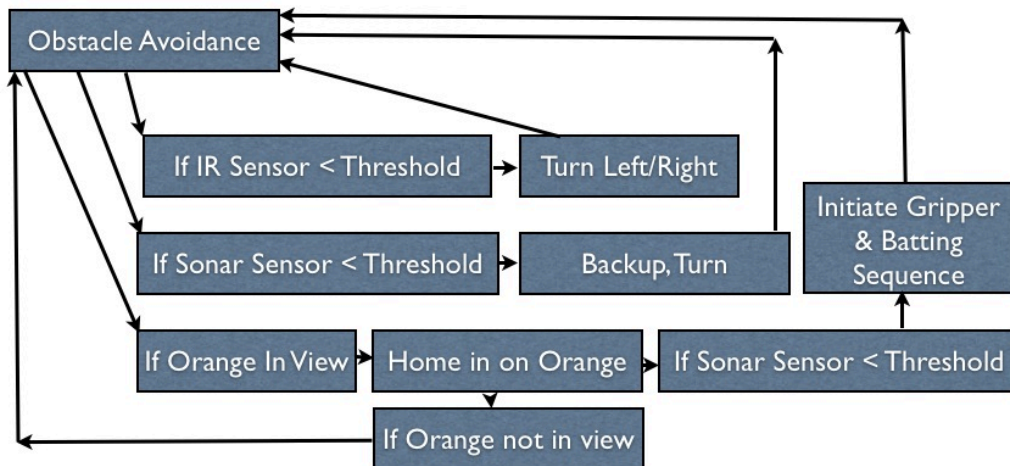 Obstacle Avoidance
If IR Sensor < Threshold
Turn Left/Right
If Sonar Sensor < Threshold
Backup, Turn
Initiate Gripper
& Batting
Sequence
If Orange In View
Home in on Orange
If Sonar Sensor < Threshold
If Orange not in view